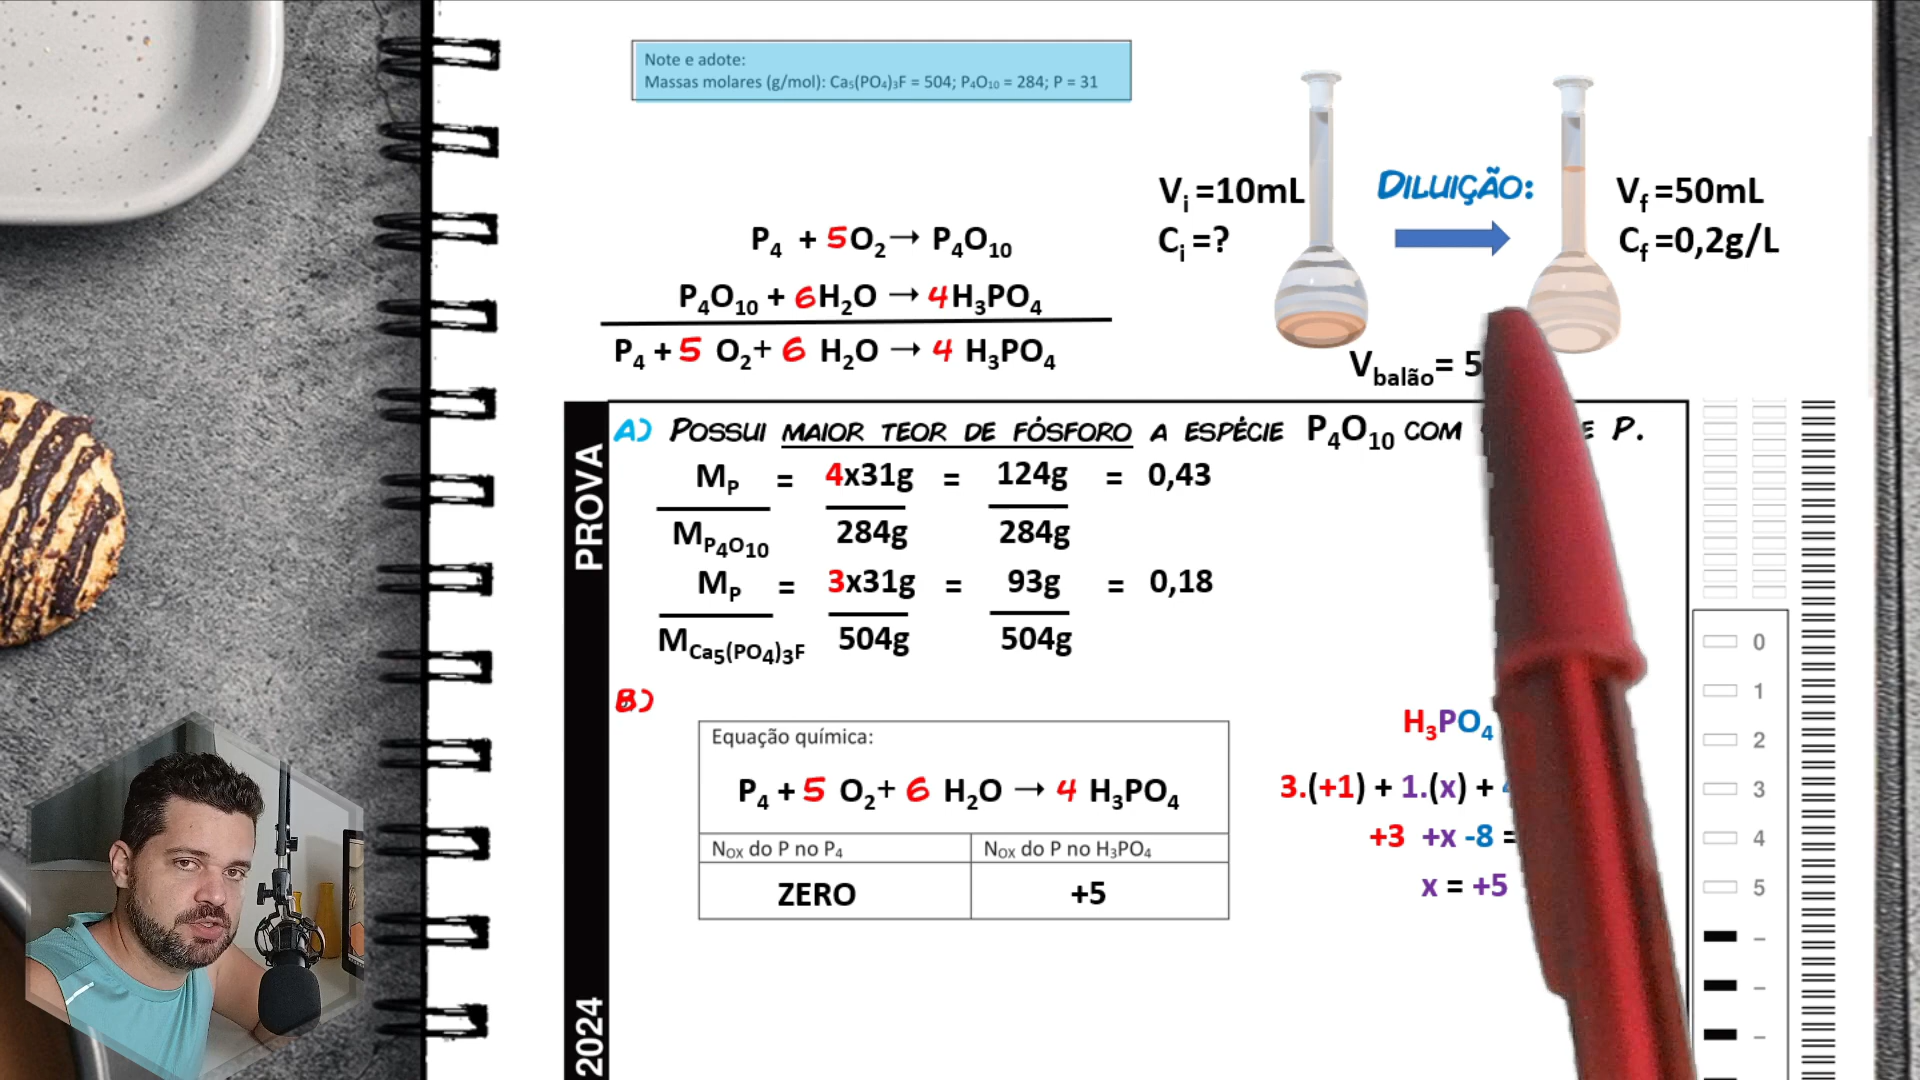 Note e adote:
Massas molares (g/mol): Ca₅(PO₄)₃F = 504; P₄O₁₀ = 284; P = 31
P₄ + 5O₂ → P₄O₁₀
P₄O₁₀ + 6H₂O → 4H₃PO₄
P₄ + 5 O₂ + 6 H₂O → 4 H₃PO₄
Vᵢ =10mL
Cᵢ =?
DILUIÇÃO:
V_f =50mL
C_f =0,2g/L
V_balão = 5
PROVA
A) POSSUI MAIOR TEOR DE FÓSFORO A ESPÉCIE P₄O₁₀ COM E P.
M_P / M_P₄O₁₀ = 4x31g / 284g = 124g / 284g = 0,43
M_P / M_Ca₅(PO₄)₃F = 3x31g / 504g = 93g / 504g = 0,18
B)
Equação química:
P₄ + 5 O₂ + 6 H₂O → 4 H₃PO₄
Nox do P no P₄
Nox do P no H₃PO₄
ZERO
+5
H₃PO₄
3.(+1) + 1.(x) +
+3 +x -8 =
x = +5
0
1
2
3
4
5
–
–
–
2024